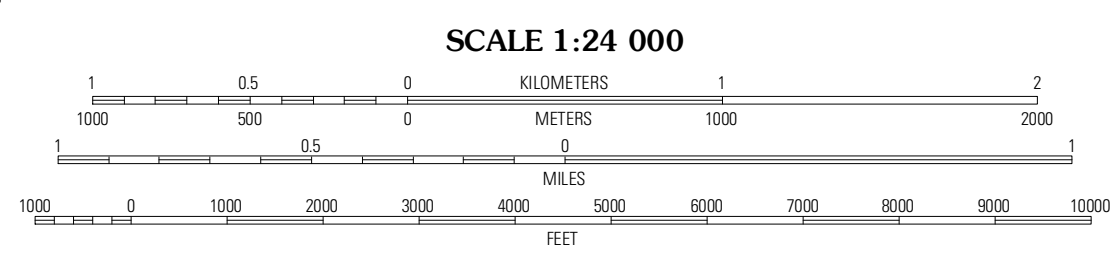 SCALE 1:24 000
1 0.5 0 KILOMETERS 1 2
1000 500 0 METERS 1000 2000
1 0.5 0 1
MILES
1000 0 1000 2000 3000 4000 5000 6000 7000 8000 9000 10000
FEET